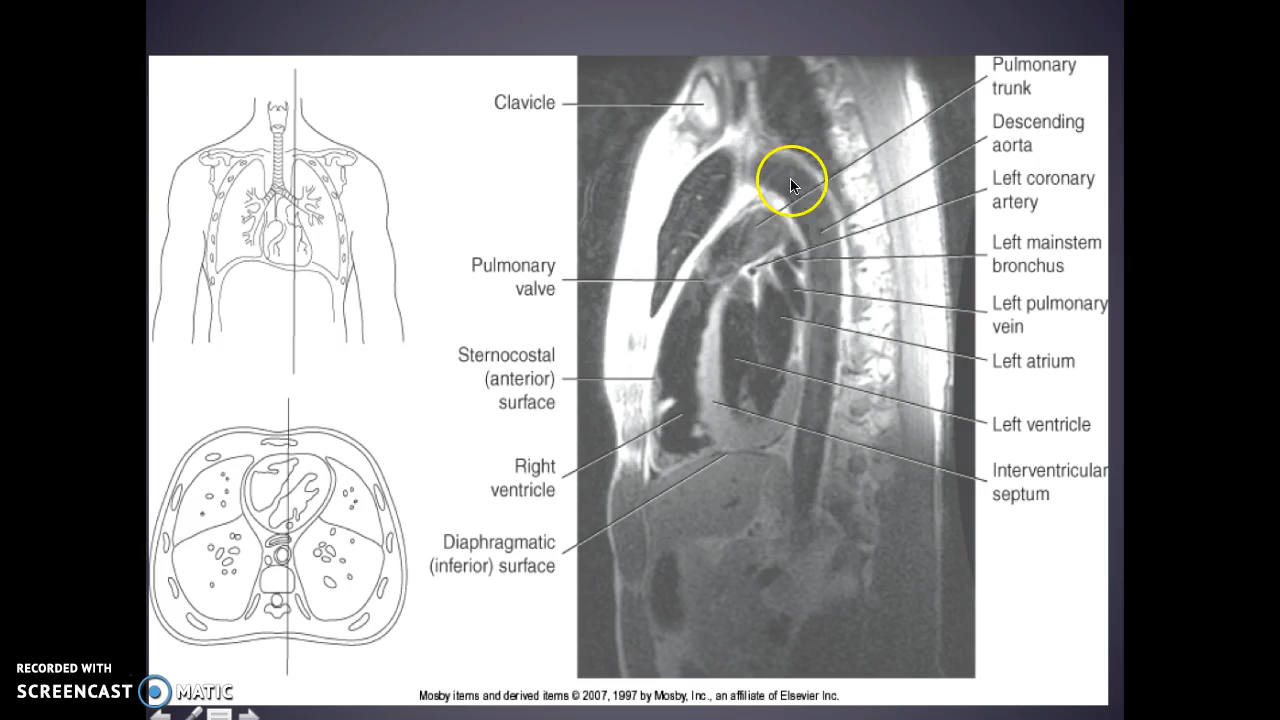 Clavicle
Pulmonary
valve
Sternocostal
(anterior)
surface
Right
ventricle
Diaphragmatic
(inferior) surface
Pulmonary
trunk
Descending
aorta
Left coronary
artery
Left mainstem
bronchus
Left pulmonary
vein
Left atrium
Left ventricle
Interventricular
septum
RECORDED WITH
SCREENCAST MATIC
Mosby items and derived items © 2007, 1997 by Mosby, Inc., an affiliate of Elsevier Inc.